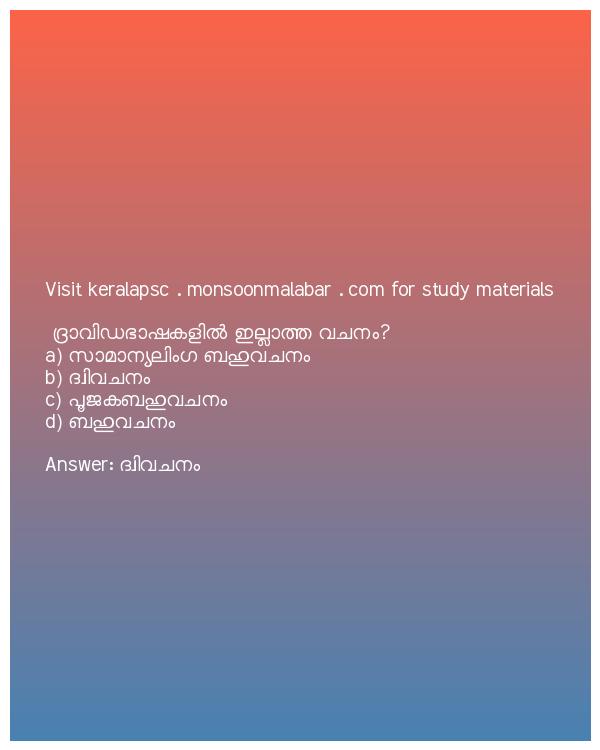 Visit keralapsc . monsoonmalabar . com for study materials
ദ്രാവിഡഭാഷകളിൽ ഇല്ലാത്ത വചനം?
a) സാമാന്യലിംഗ ബഹുവചനം
b) ദ്വിവചനം
c) പൂജകബഹുവചനം
d) ബഹുവചനം
Answer: ദ്വിവചനം